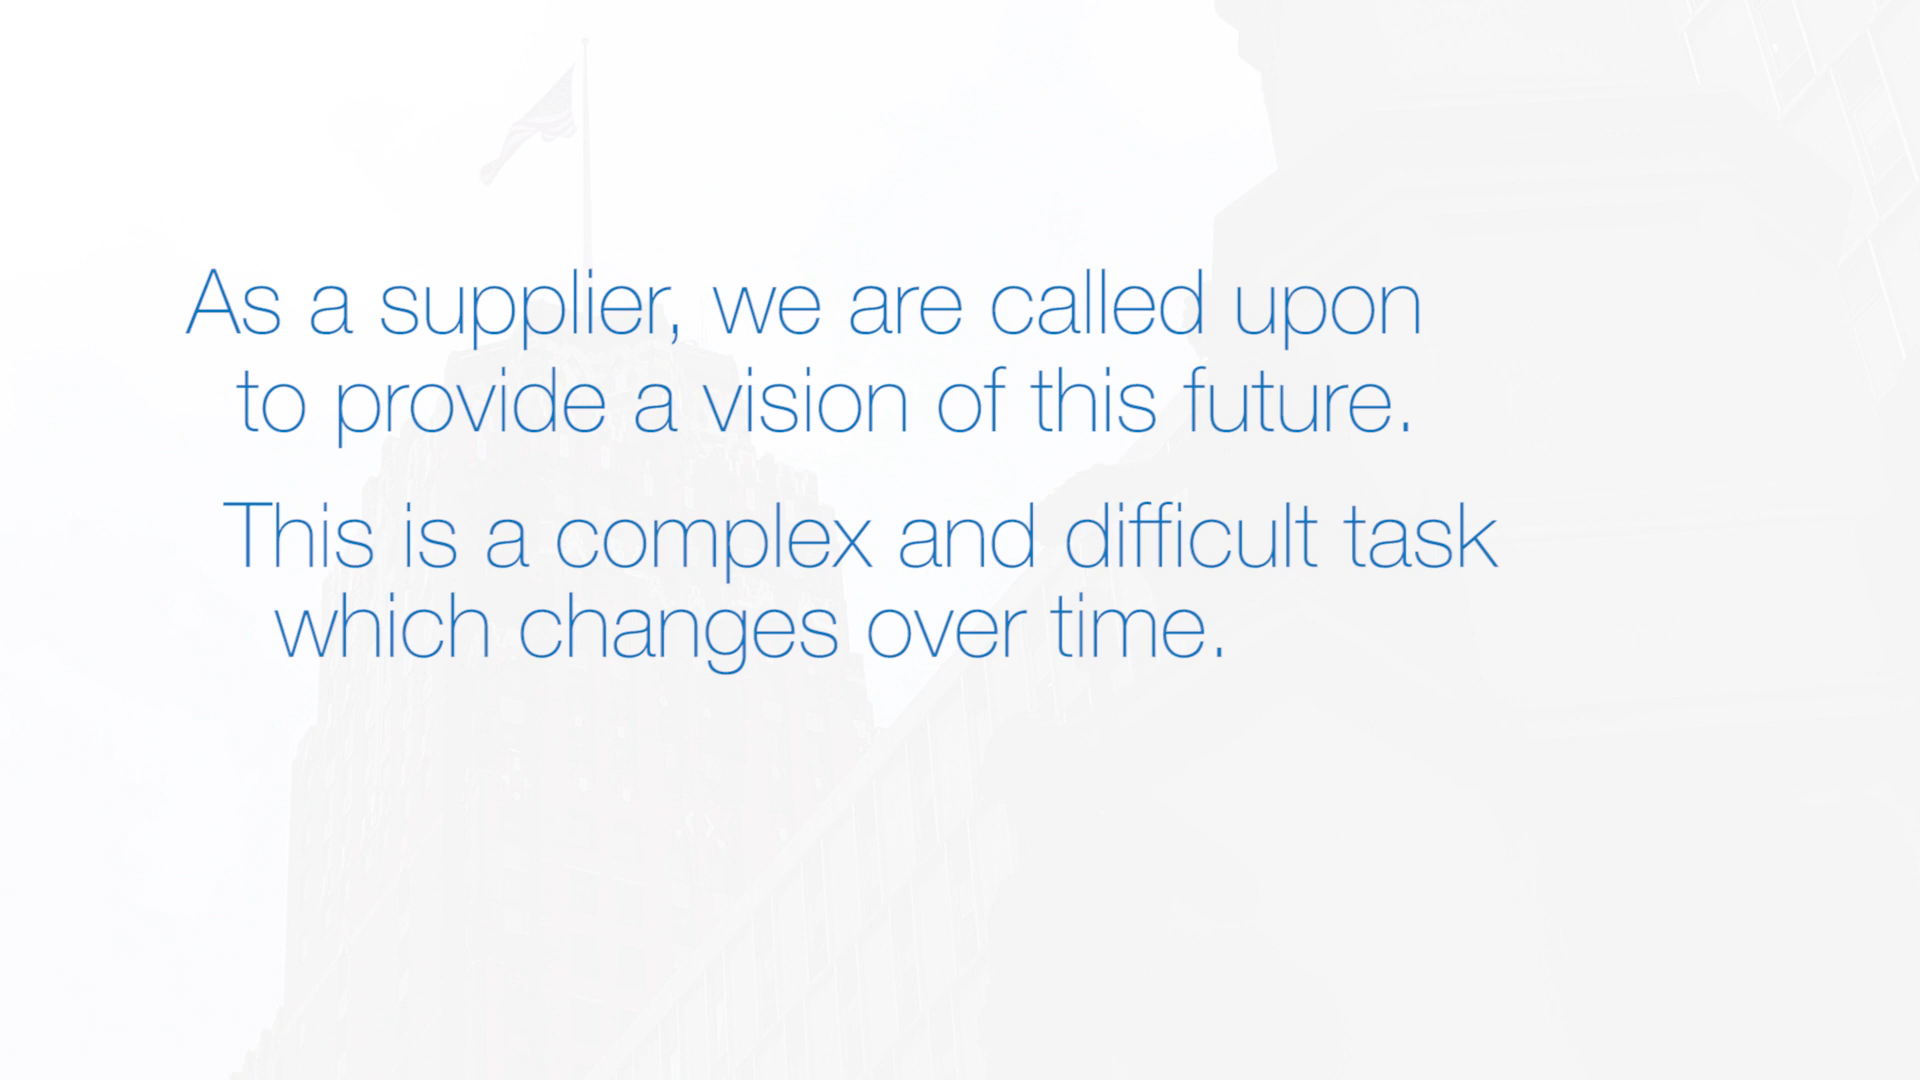 As a supplier, we are called upon
to provide a vision of this future.
This is a complex and difficult task
which changes over time.